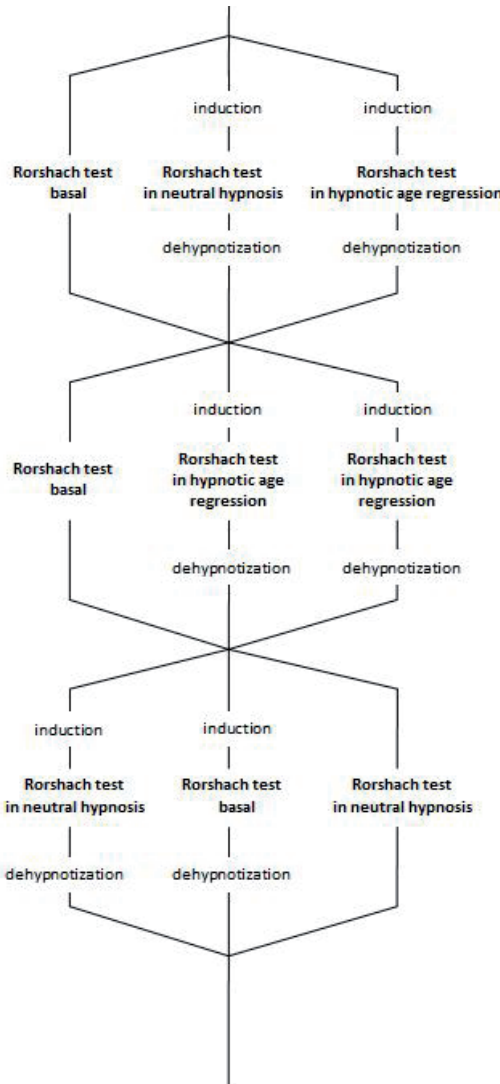 induction
induction
Rorshach test
basal
Rorshach test
in neutral hypnosis
Rorshach test
in hypnotic age regression
dehypnotization
dehypnotization
induction
induction
Rorshach test
basal
Rorshach test
in hypnotic age
regression
Rorshach test
in hypnotic age
regression
dehypnotization
dehypnotization
induction
induction
Rorshach test
in neutral hypnosis
Rorshach test
basal
Rorshach test
in neutral hypnosis
dehypnotization
dehypnotization